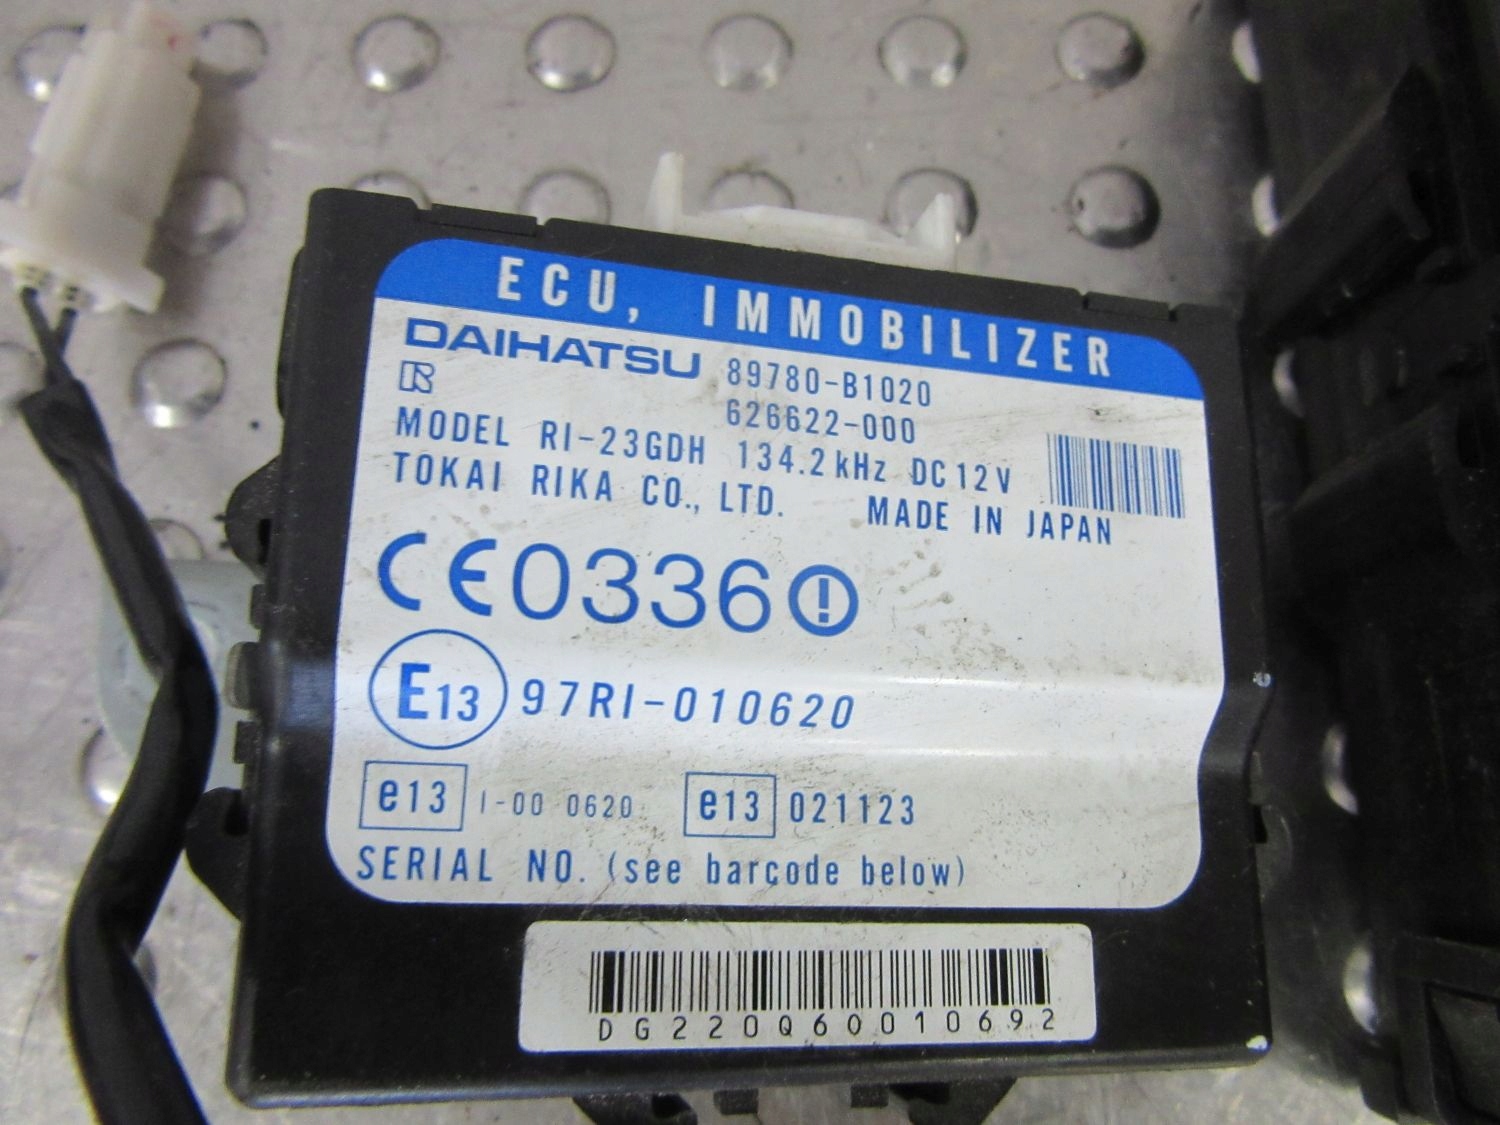 ECU, IMMOBILIZER
DAIHATSU 89780-B1020
R 626622-000
MODEL RI-23GDH 134.2kHz DC12V
TOKAI RIKA CO., LTD. MADE IN JAPAN
CE0336!
E13 97RI-010620
e13 I-00 0620 e13 021123
SERIAL NO. (see barcode below)
DG220Q60010692